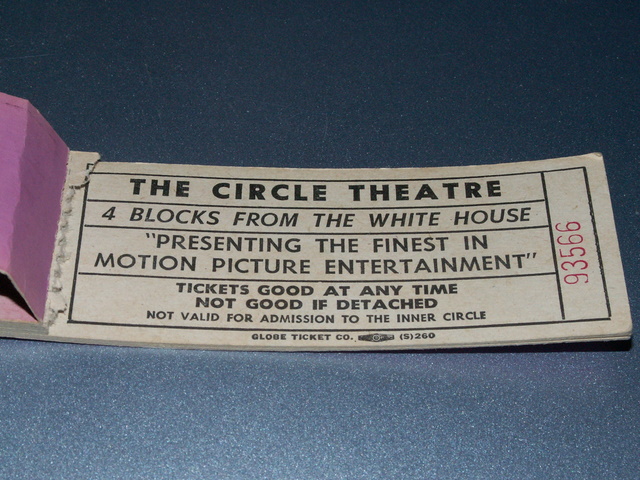 THE CIRCLE THEATRE
4 BLOCKS FROM THE WHITE HOUSE
"PRESENTING THE FINEST IN
MOTION PICTURE ENTERTAINMENT"
TICKETS GOOD AT ANY TIME
NOT GOOD IF DETACHED
NOT VALID FOR ADMISSION TO THE INNER CIRCLE
GLOBE TICKET CO. (S)260
93566